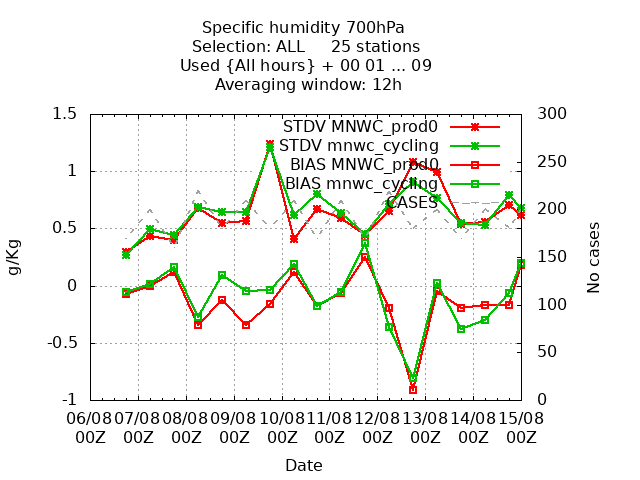 Specific humidity 700hPa
Selection: ALL     25 stations
Used {All hours} + 00 01 ... 09
Averaging window: 12h
STDV MNWC_prod0
STDV mnwc_cycling
BIAS MNWC_prod0
BIAS mnwc_cycling
CASES
1.5
1
0.5
0
-0.5
-1
g/Kg
300
250
200
150
100
50
0
No cases
06/08 07/08 08/08 09/08 10/08 11/08 12/08 13/08 14/08 15/08
00Z 00Z 00Z 00Z 00Z 00Z 00Z 00Z 00Z 00Z
Date